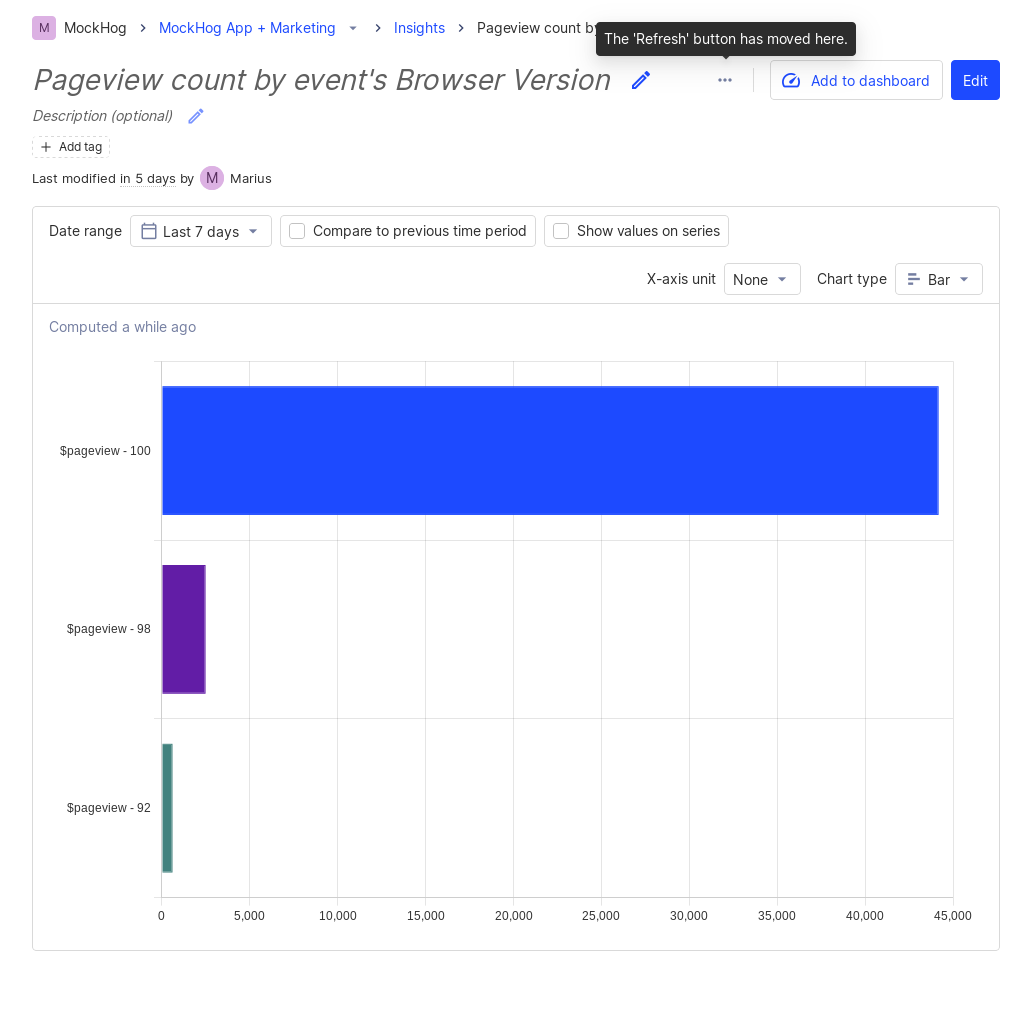 M MockHog MockHog App + Marketing Insights Pageview count by
The 'Refresh' button has moved here.
Pageview count by event's Browser Version
Add to dashboard
Edit
Description (optional)
Add tag
Last modified in 5 days by M Marius
Date range Last 7 days Compare to previous time period Show values on series
X-axis unit None Chart type Bar
Computed a while ago
$pageview - 100
$pageview - 98
$pageview - 92
0 5,000 10,000 15,000 20,000 25,000 30,000 35,000 40,000 45,000